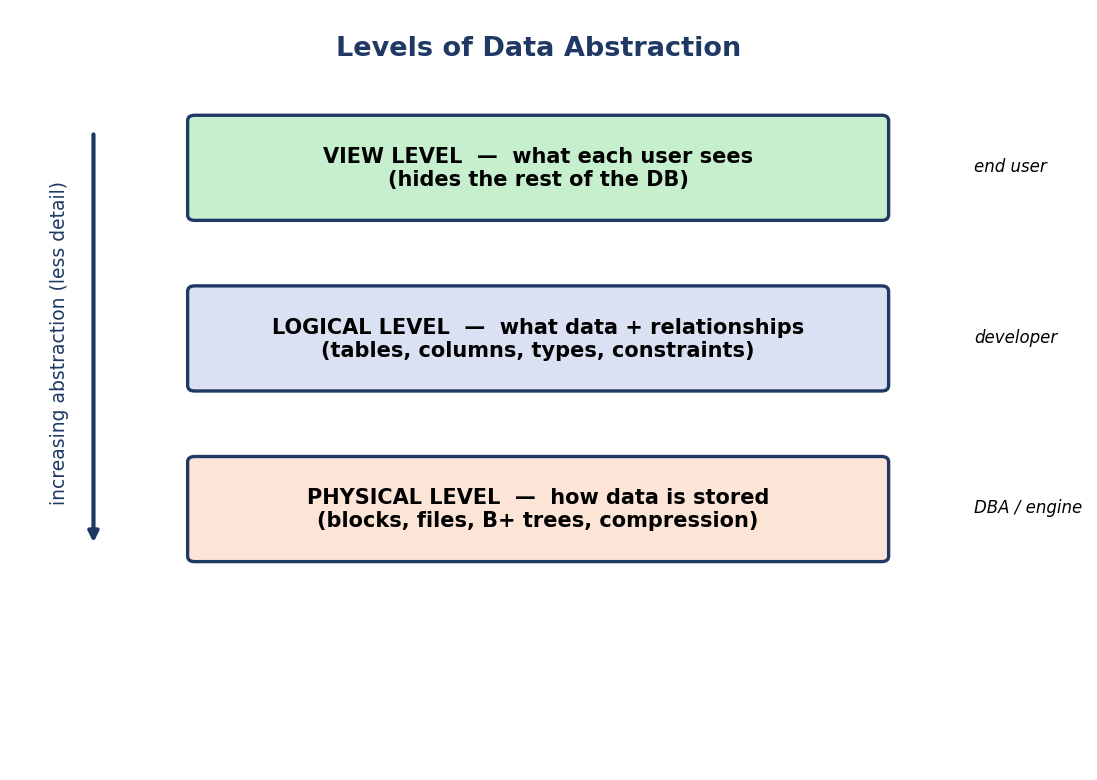 Levels of Data Abstraction
increasing abstraction (less detail)
VIEW LEVEL — what each user sees
(hides the rest of the DB)
end user
LOGICAL LEVEL — what data + relationships
(tables, columns, types, constraints)
developer
PHYSICAL LEVEL — how data is stored
(blocks, files, B+ trees, compression)
DBA / engine